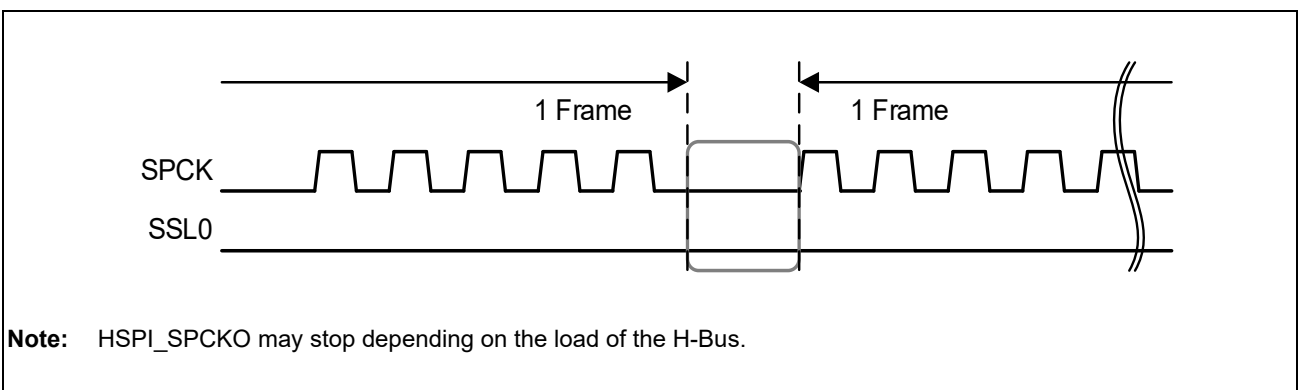 1 Frame 1 Frame
SPCK
SSL0
Note: HSPI_SPCKO may stop depending on the load of the H-Bus.